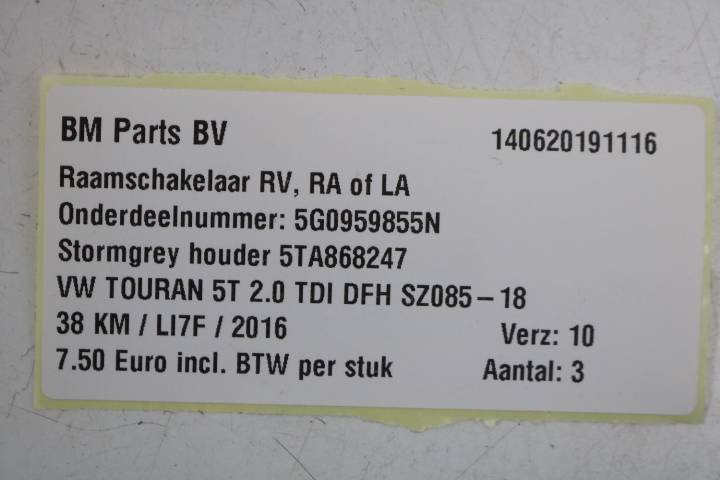 BM Parts BV 140620191116
Raamschakelaar RV, RA of LA
Onderdeelnummer: 5G0959855N
Stormgrey houder 5TA868247
VW TOURAN 5T 2.0 TDI DFH SZ085-18
38 KM / LI7F / 2016 Verz: 10
7.50 Euro incl. BTW per stuk Aantal: 3